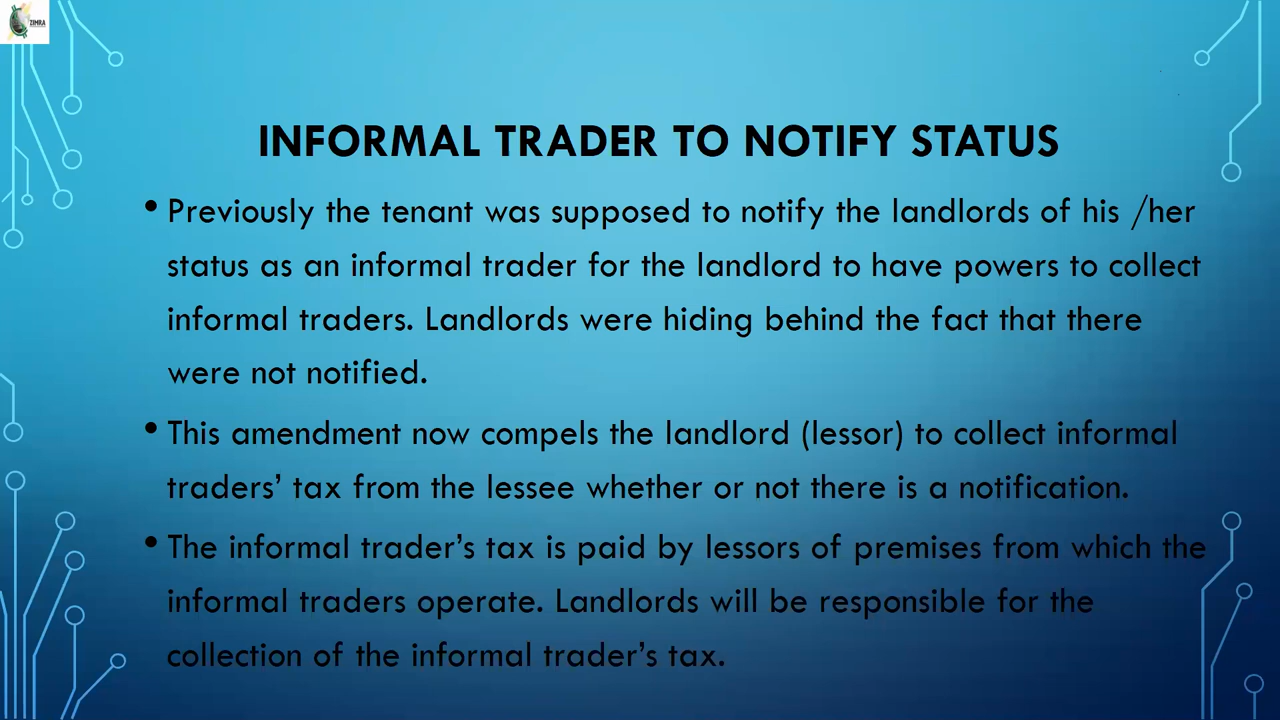 ZIMRA
INFORMAL TRADER TO NOTIFY STATUS
• Previously the tenant was supposed to notify the landlords of his /her
status as an informal trader for the landlord to have powers to collect
informal traders. Landlords were hiding behind the fact that there
were not notified.
• This amendment now compels the landlord (lessor) to collect informal
traders’ tax from the lessee whether or not there is a notification.
• The informal trader’s tax is paid by lessors of premises from which the
informal traders operate. Landlords will be responsible for the
collection of the informal trader’s tax.